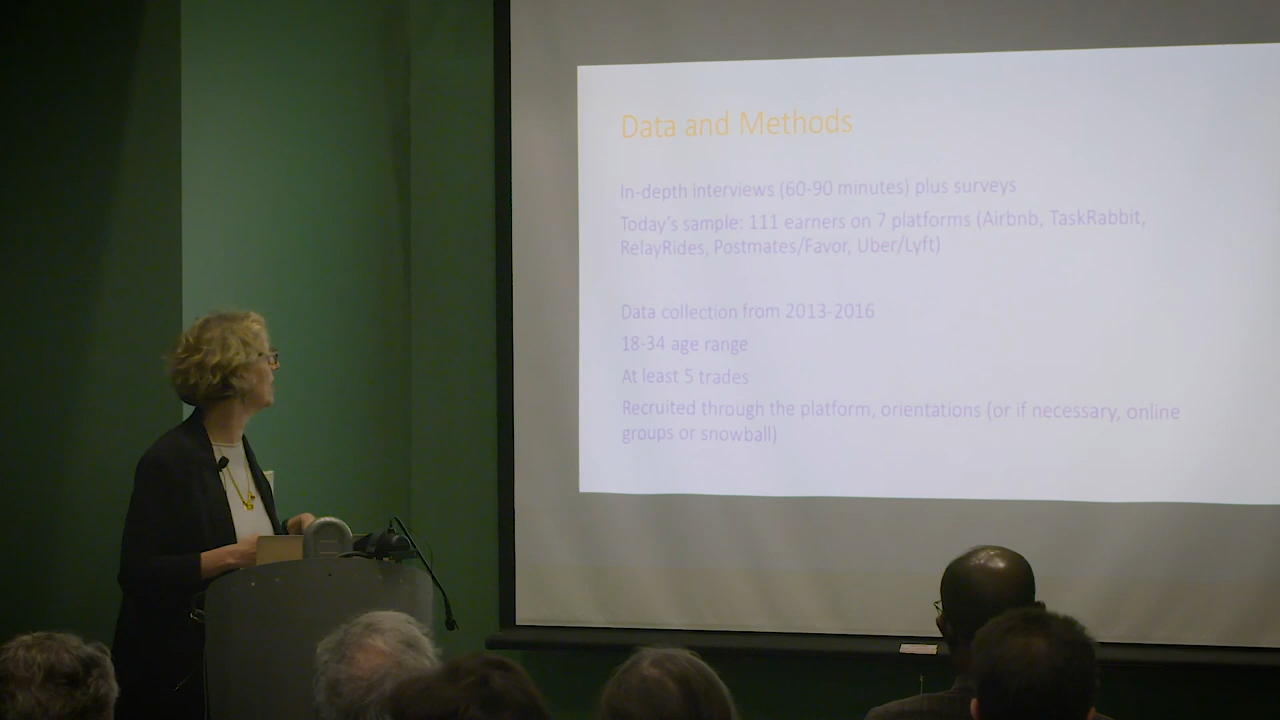 Data and Methods
In-depth interviews (60-90 minutes) plus surveys
Today's sample: 111 earners on 7 platforms (Airbnb, TaskRabbit,
RelayRides, Postmates/Favor, Uber/Lyft)
Data collection from 2013-2016
18-34 age range
At least 5 trades
Recruited through the platform, orientations (or if necessary, online
groups or snowball)